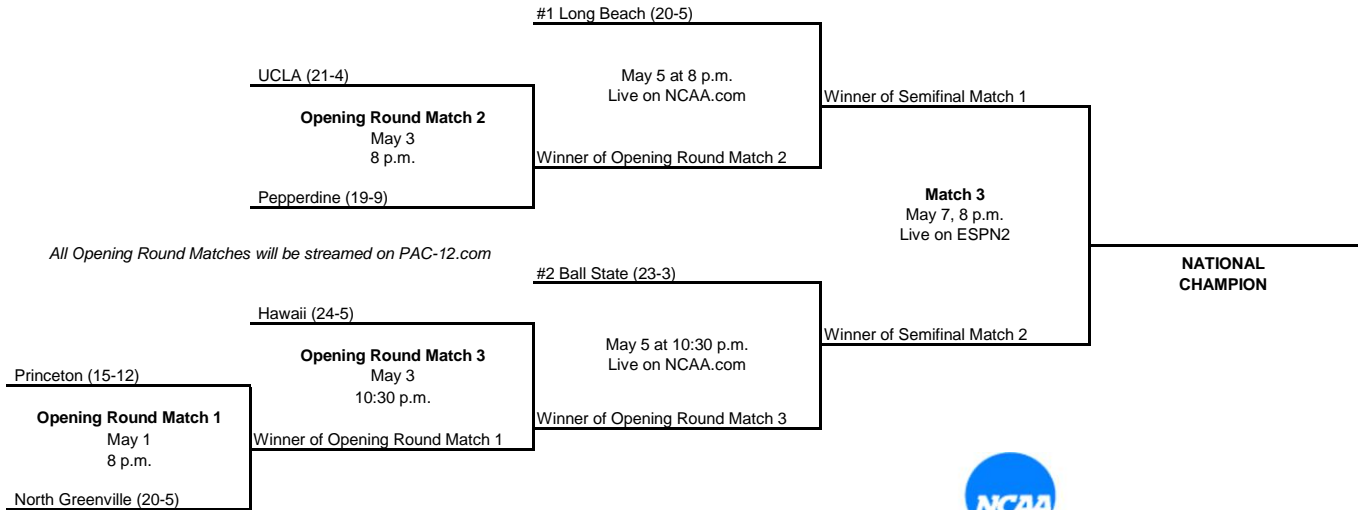 #1 Long Beach (20-5)
UCLA (21-4)
May 5 at 8 p.m.
Live on NCAA.com
Winner of Semifinal Match 1
Opening Round Match 2
May 3
8 p.m.
Winner of Opening Round Match 2
Pepperdine (19-9)
Match 3
May 7, 8 p.m.
Live on ESPN2
All Opening Round Matches will be streamed on PAC-12.com
NATIONAL
CHAMPION
#2 Ball State (23-3)
Hawaii (24-5)
Winner of Semifinal Match 2
May 5 at 10:30 p.m.
Live on NCAA.com
Opening Round Match 3
May 3
10:30 p.m.
Princeton (15-12)
Opening Round Match 1
May 1
8 p.m.
Winner of Opening Round Match 3
Winner of Opening Round Match 1
North Greenville (20-5)
NCAA